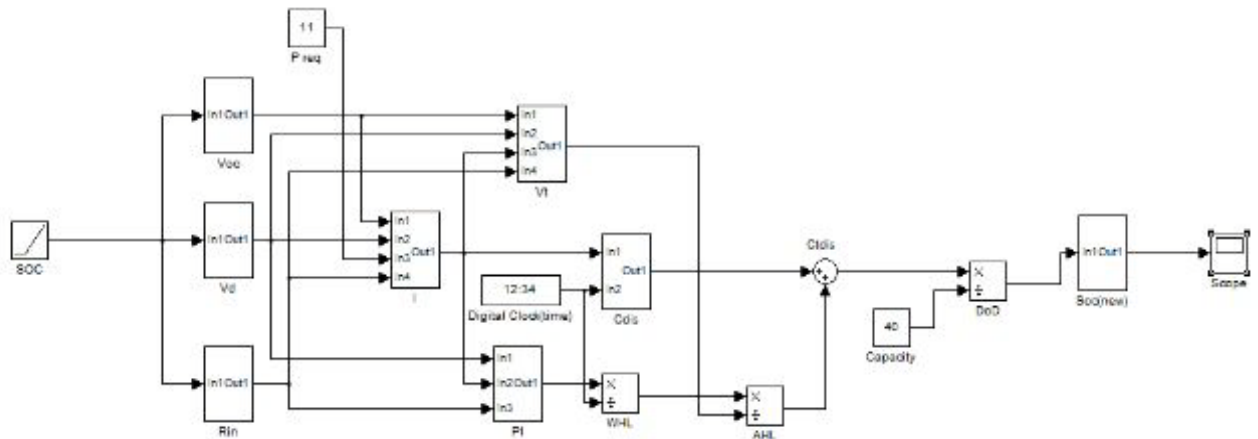 11
P req
In1 Out1
Voc
In1
In2
In3
In4
Out1
Vt
SOC
In1 Out1
Vd
In1
In2
In3
In4
Out1
I
12:34
Digital Clock(time)
In1
In2
Out1
Cdis
Ctdis
In1 Out1
Soc(new)
Scope
DoD
40
Capacity
In1 Out1
Rin
In1
In2 Out1
In3
Pl
WHL
AHL